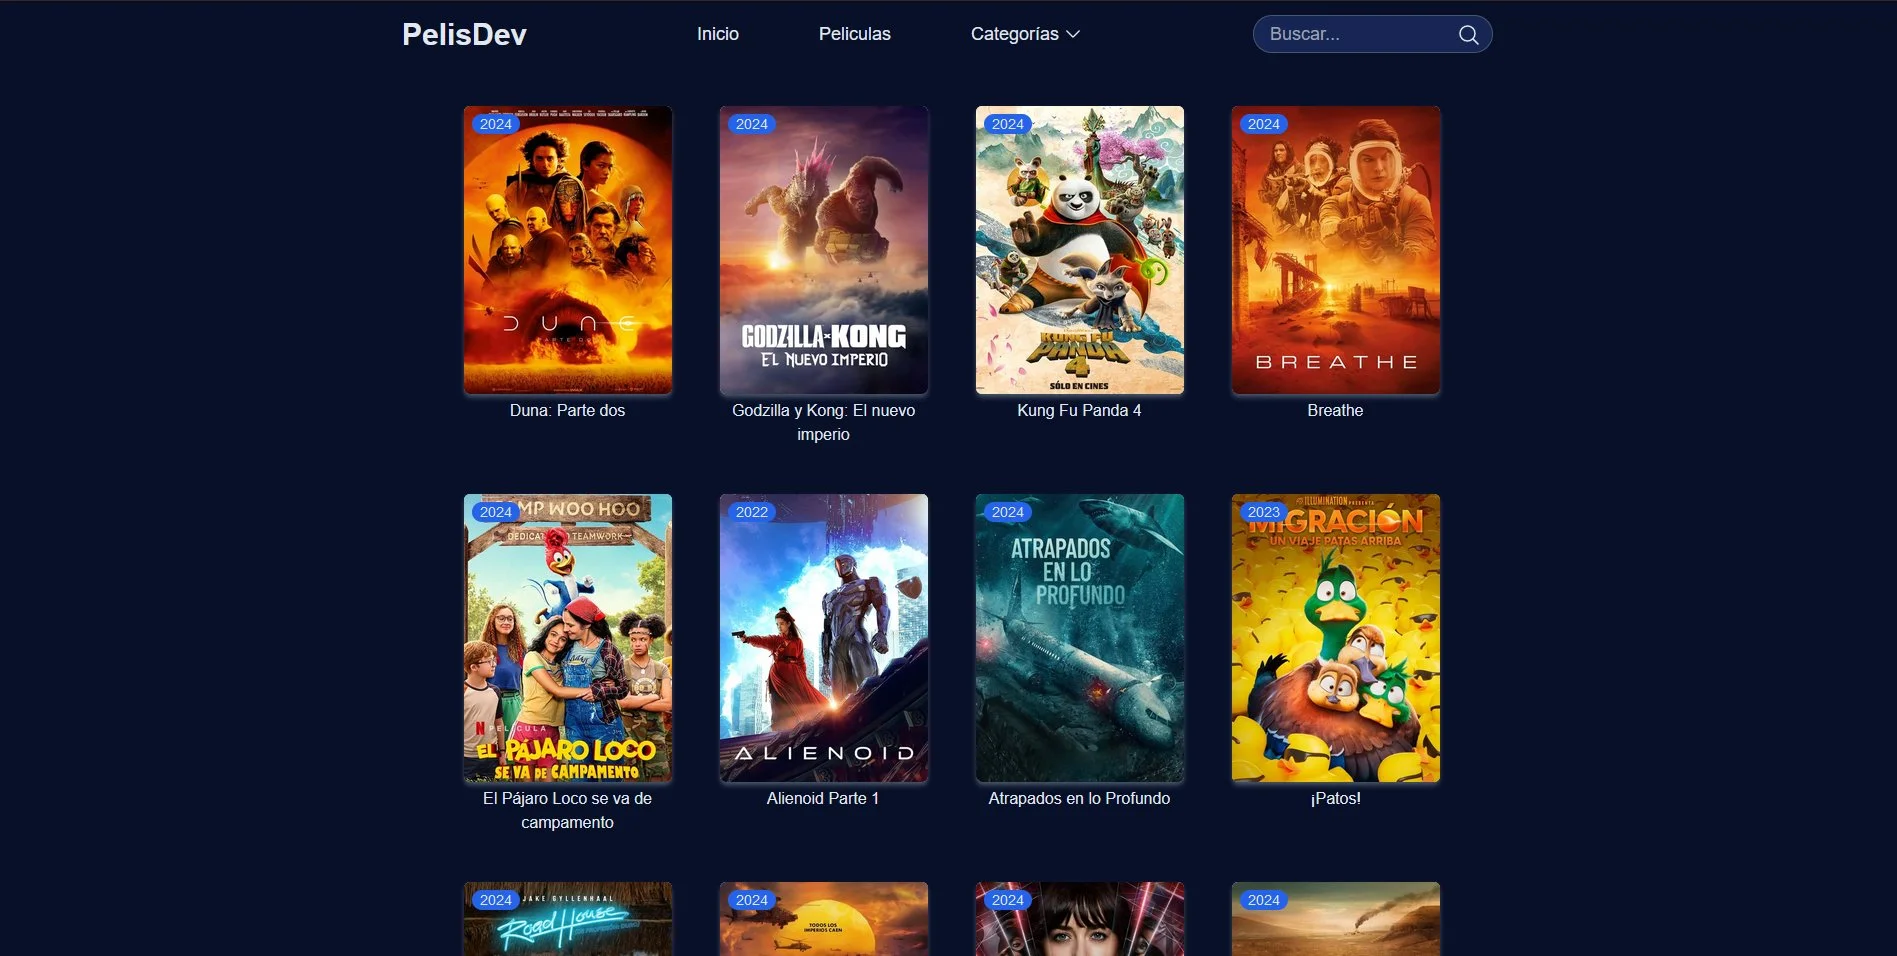 PelisDev
Inicio
Peliculas
Categorías
Buscar...
2024
DUNE
Duna: Parte dos
2024
GODZILLA x KONG
EL NUEVO IMPERIO
Godzilla y Kong: El nuevo
imperio
2024
KUNG FU
PANDA
4
SÓLO EN CINES
Kung Fu Panda 4
2024
BREATHE
Breathe
2024
MP WOO HOO
TEAMWORK
N PELÍCULA
EL PÁJARO LOCO
SE VA DE CAMPAMENTO
El Pájaro Loco se va de
campamento
2022
ALIENOID
Alienoid Parte 1
2024
ATRAPADOS
EN LO
PROFUNDO
Atrapados en lo Profundo
2023
ILLUMINATION PRESENTA
MIGRACIÓN
UN VIAJE PATAS ARRIBA
¡Patos!
2024
JAKE GYLLENHAAL
Road House
2024
TODOS LOS
IMPERIOS CAEN
2024
2024